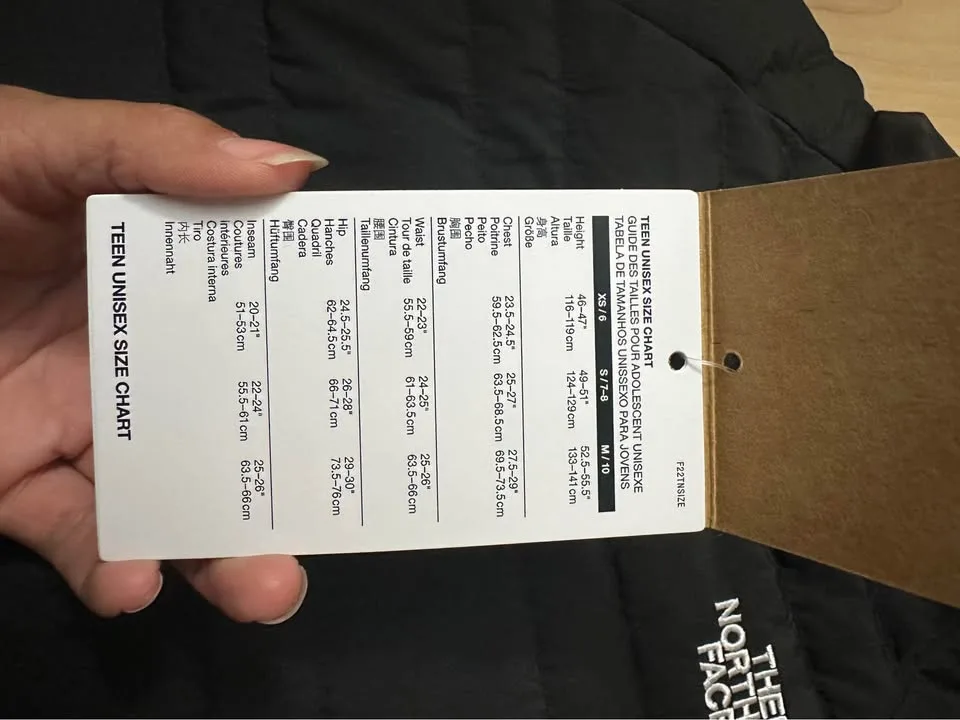 F22TNSIZE
TEEN UNISEX SIZE CHART
GUIDE DES TAILLES POUR ADOLESCENT UNISEXE
TABELA DE TAMANHOS UNISSEXO PARA JOVENS
XS / 6 S / 7–8 M / 10
Height 46–47" 49–51" 52.5–55.5"
Taille 116–119cm 124–129cm 133–141cm
Altura
身高
Größe
Chest 23.5–24.5" 25–27" 27.5–29"
Poitrine 59.5–62.5cm 63.5–68.5cm 69.5–73.5cm
Peito
Pecho
胸围
Brustumfang
Waist 22–23" 24–25" 25–26"
Tour de taille 55.5–59cm 61–63.5cm 63.5–66cm
Cintura
腰围
Taillenumfang
Hip 24.5–25.5" 26–28" 29–30"
Hanches 62–64.5cm 66–71cm 73.5–76cm
Quadril
Cadera
臀围
Hüftumfang
Inseam 20–21" 22–24" 25–26"
Coutures 51–53cm 55.5–61cm 63.5–66cm
intérieures
Costura interna
Tiro
内长
Innennaht
TEEN UNISEX SIZE CHART
THE
NORTH
FACE